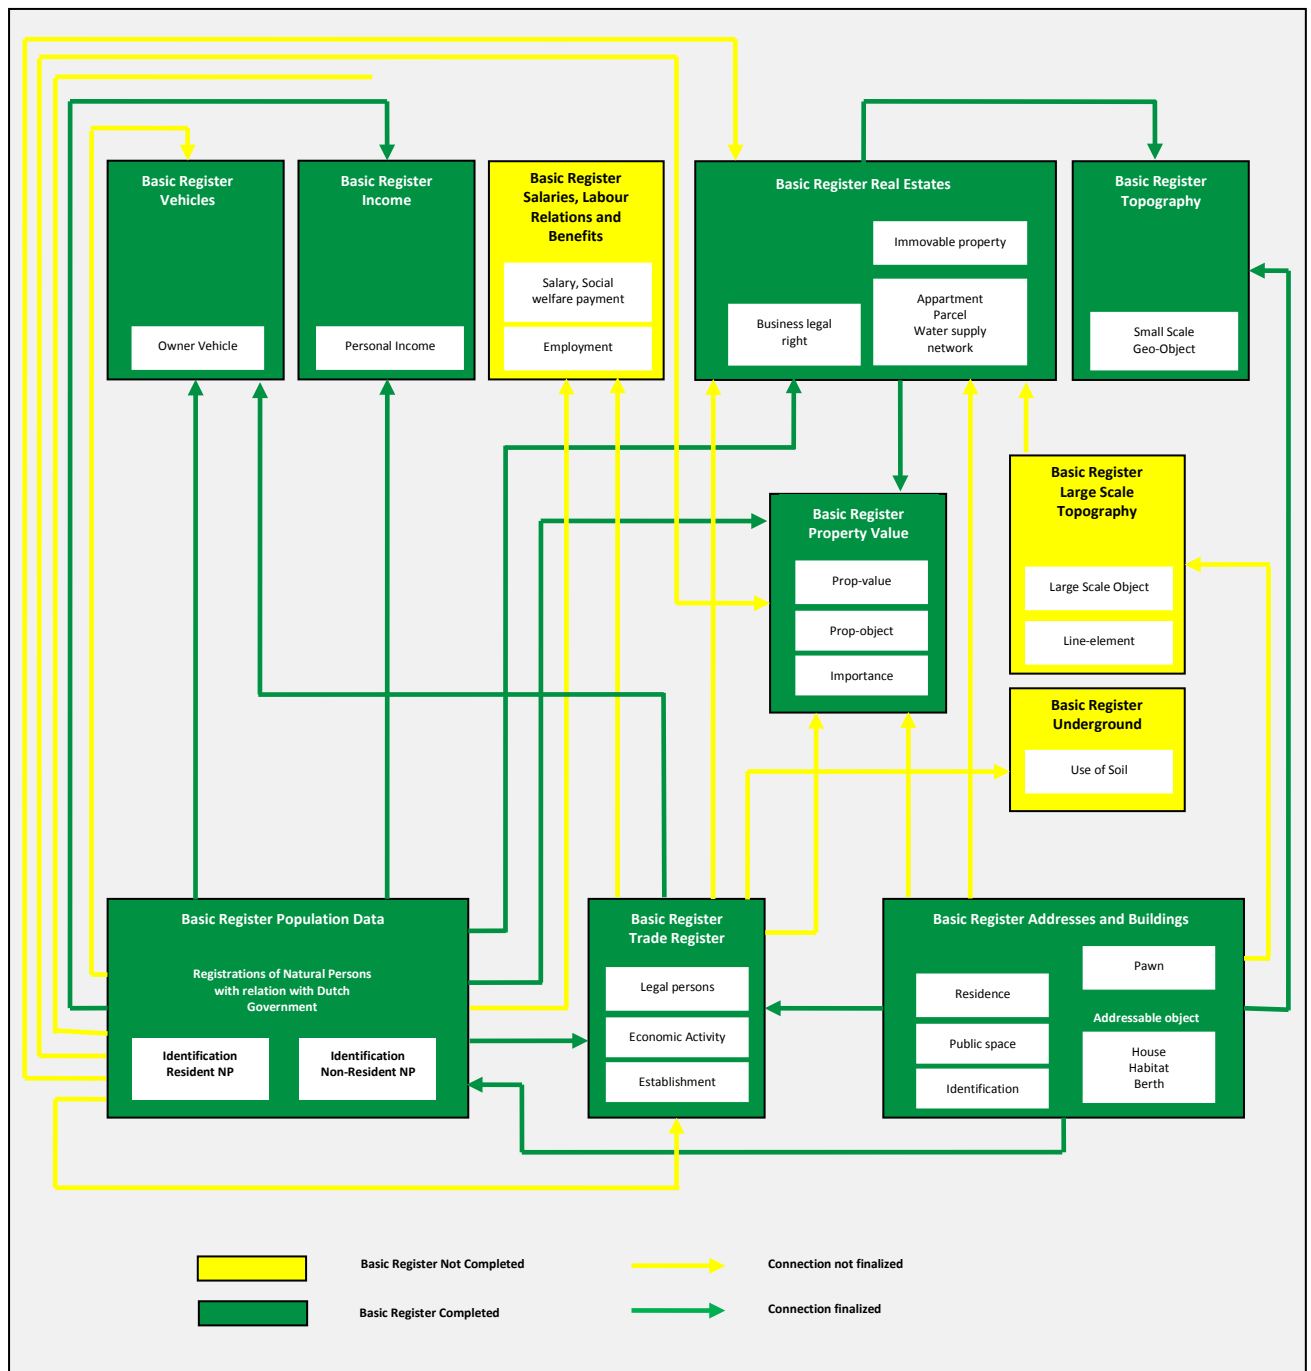 Basic Register
Vehicles
Owner Vehicle
Basic Register
Income
Personal Income
Basic Register
Salaries, Labour
Relations and
Benefits
Salary, Social
welfare payment
Employment
Basic Register Real Estates
Immovable property
Business legal
right
Appartment
Parcel
Water supply
network
Basic Register
Topography
Small Scale
Geo-Object
Basic Register
Large Scale
Topography
Large Scale Object
Line-element
Basic Register
Property Value
Prop-value
Prop-object
Importance
Basic Register
Underground
Use of Soil
Basic Register Population Data
Registrations of Natural Persons
with relation with Dutch
Government
Identification
Resident NP
Identification
Non-Resident NP
Basic Register
Trade Register
Legal persons
Economic Activity
Establishment
Basic Register Addresses and Buildings
Pawn
Residence
Addressable object
Public space
House
Habitat
Berth
Identification
Basic Register Not Completed
Connection not finalized
Basic Register Completed
Connection finalized